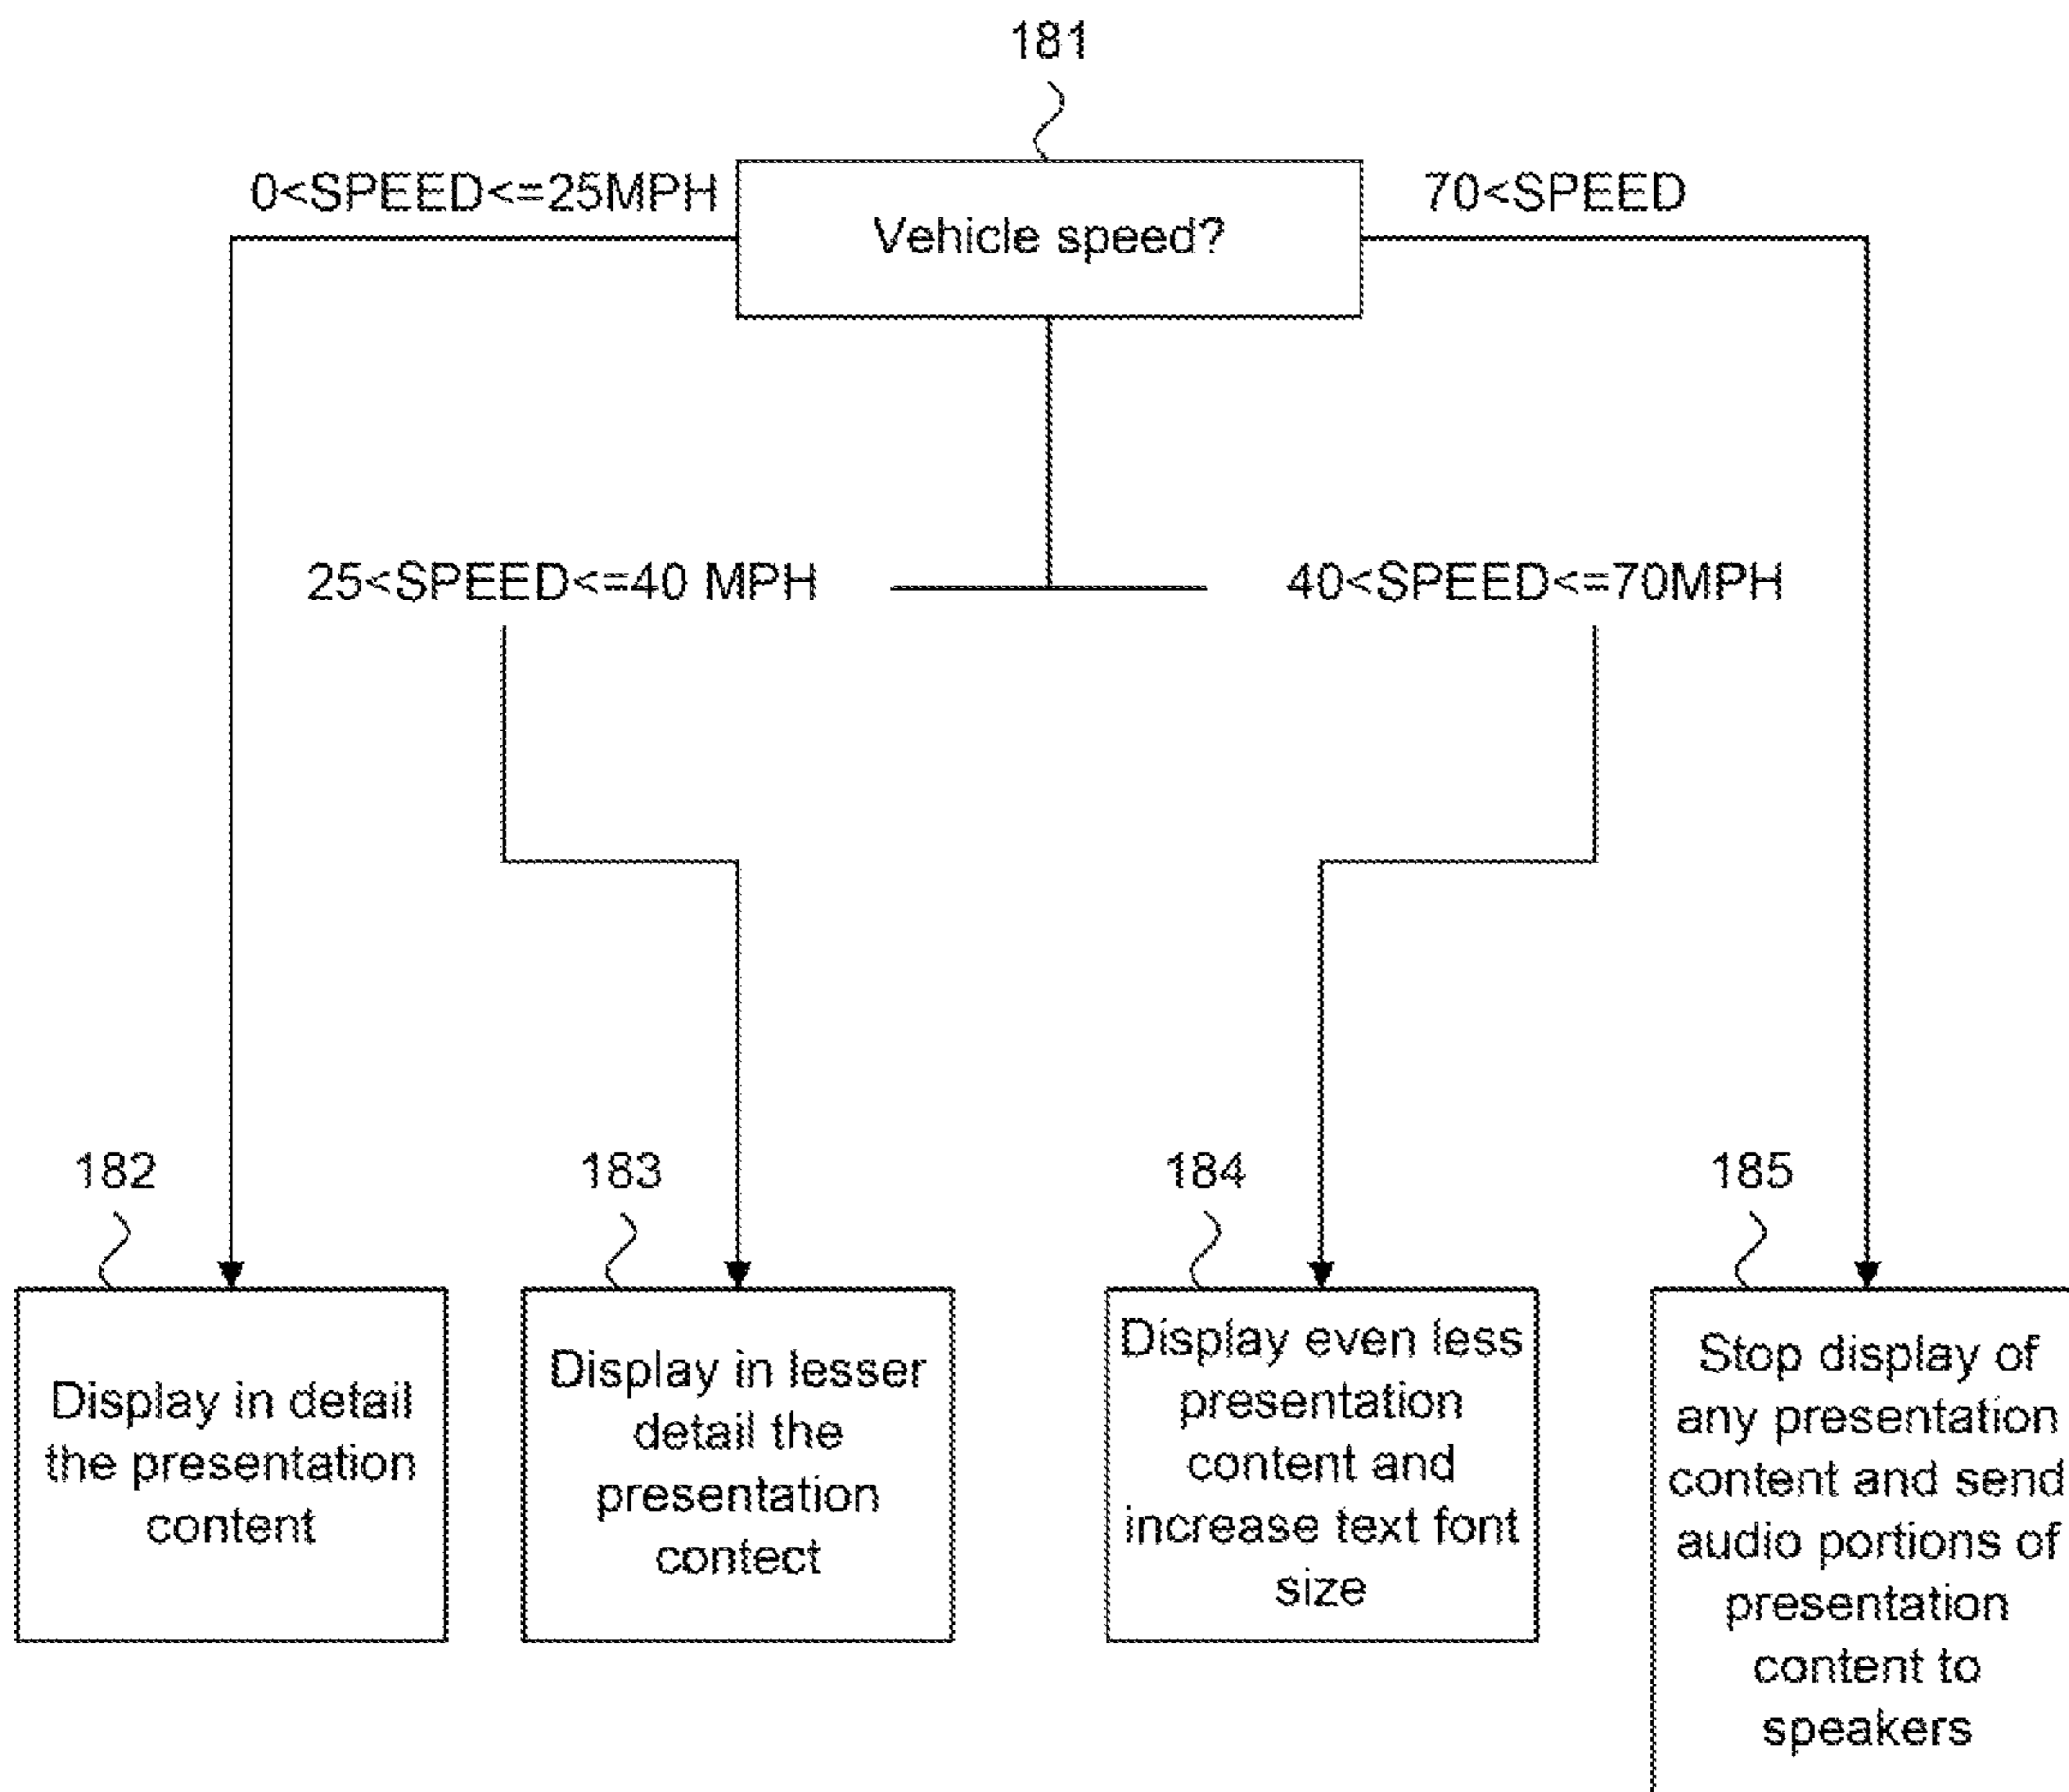 181
0<SPEED<=25MPH
Vehicle speed?
70<SPEED
25<SPEED<=40 MPH
40<SPEED<=70MPH
182
Display in detail
the presentation
content
183
Display in lesser
detail the
presentation
contect
184
Display even less
presentation
content and
increase text font
size
185
Stop display of
any presentation
content and send
audio portions of
presentation
content to
speakers